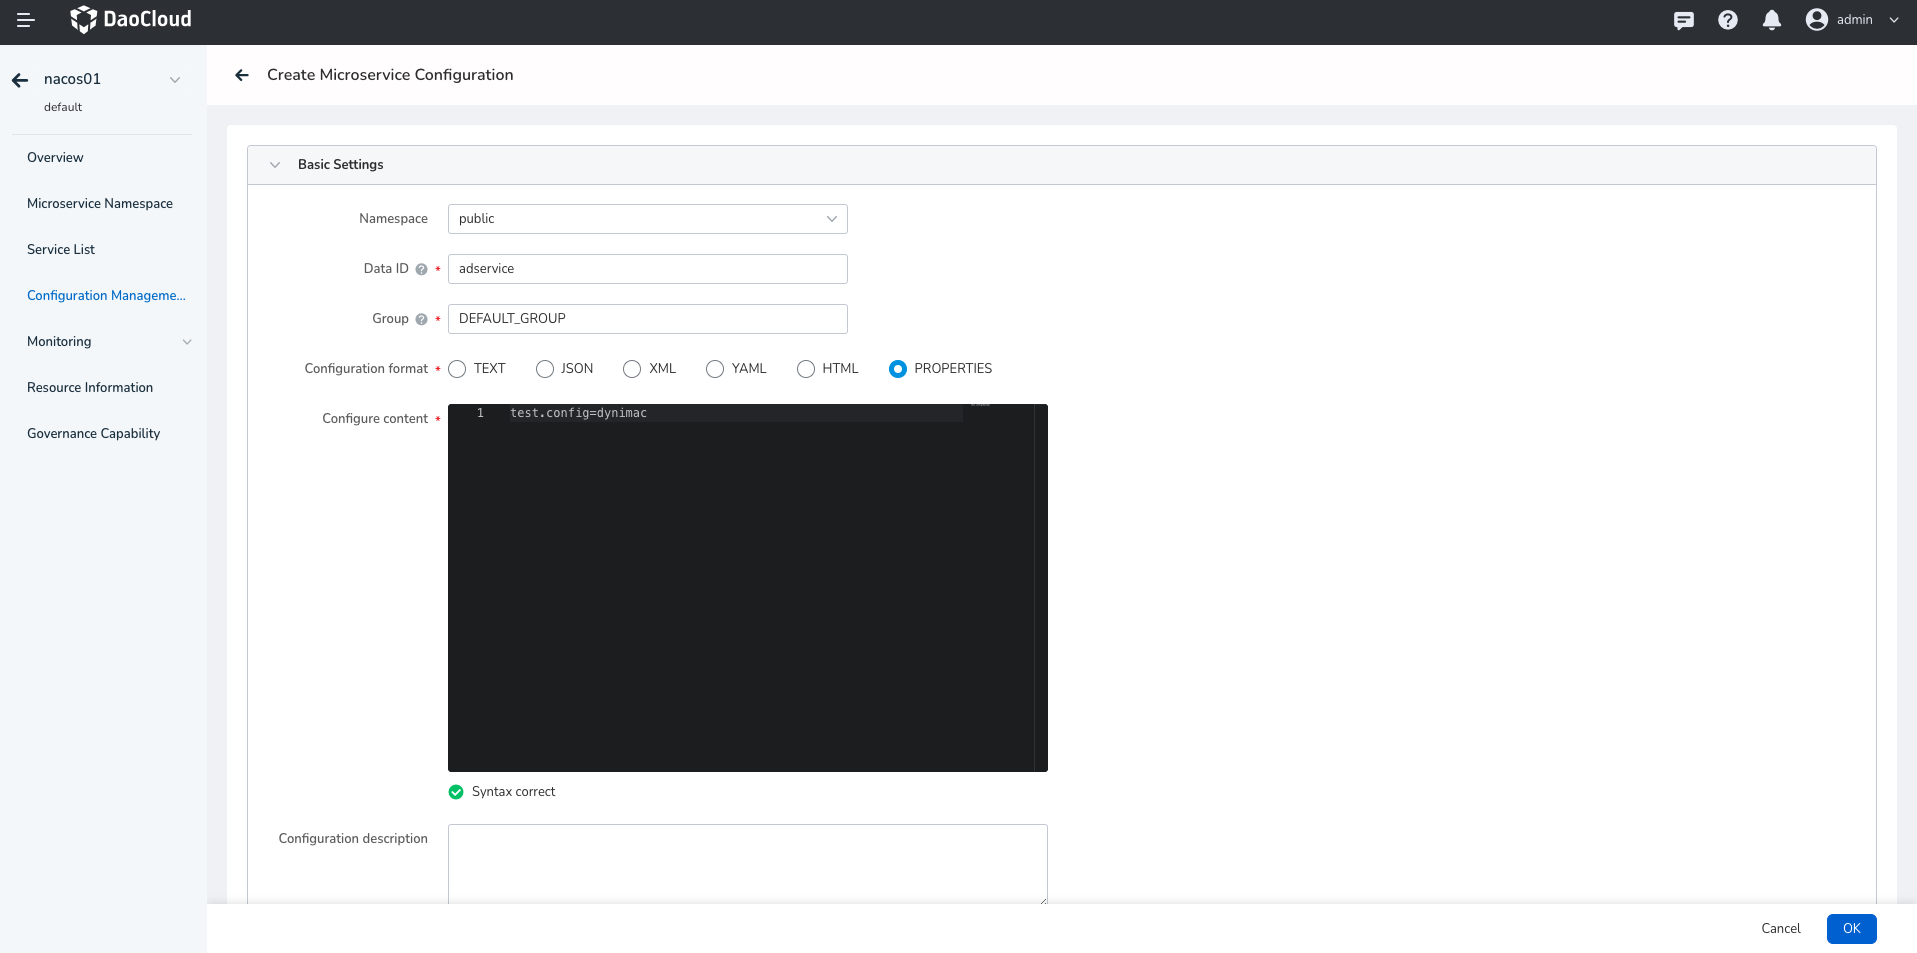 DaoCloud
admin
nacos01
default
Overview
Microservice Namespace
Service List
Configuration Manageme...
Monitoring
Resource Information
Governance Capability
Create Microservice Configuration
Basic Settings
Namespace public
Data ID ? * adservice
Group ? * DEFAULT_GROUP
Configuration format * TEXT JSON XML YAML HTML PROPERTIES
Configure content * 1 test.config=dynimac
Syntax correct
Configuration description
Cancel OK